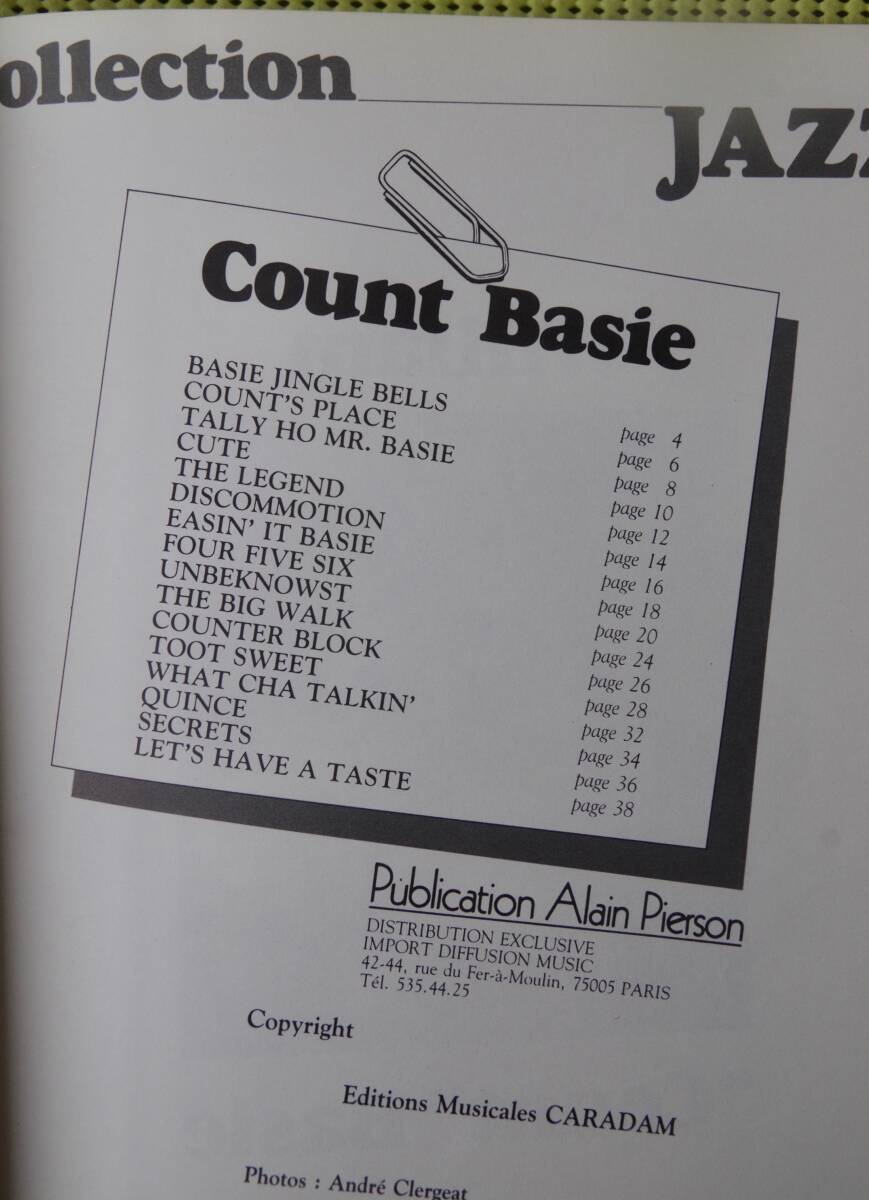 ollection
JAZZ
Count Basie
BASIE JINGLE BELLS page 4
COUNT'S PLACE page 6
TALLY HO MR. BASIE page 8
CUTE page 10
THE LEGEND page 12
DISCOMMOTION page 14
EASIN' IT BASIE page 16
FOUR FIVE SIX page 18
UNBEKNOWST page 20
THE BIG WALK page 24
COUNTER BLOCK page 26
TOOT SWEET page 28
WHAT CHA TALKIN' page 32
QUINCE page 34
SECRETS page 36
LET'S HAVE A TASTE page 38
Publication Alain Pierson
DISTRIBUTION EXCLUSIVE
IMPORT DIFFUSION MUSIC
42-44, rue du Fer-à-Moulin, 75005 PARIS
Tél. 535.44.25
Copyright
Editions Musicales CARADAM
Photos : André Clergeat